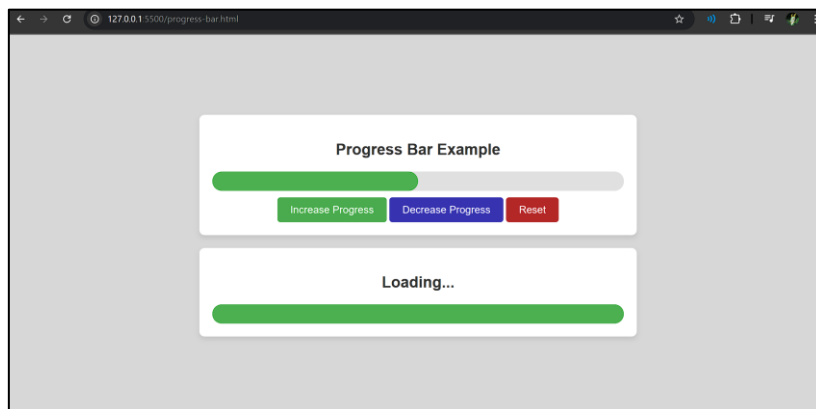 127.0.0.1:5500/progress-bar.html
Progress Bar Example
Increase Progress Decrease Progress Reset
Loading...